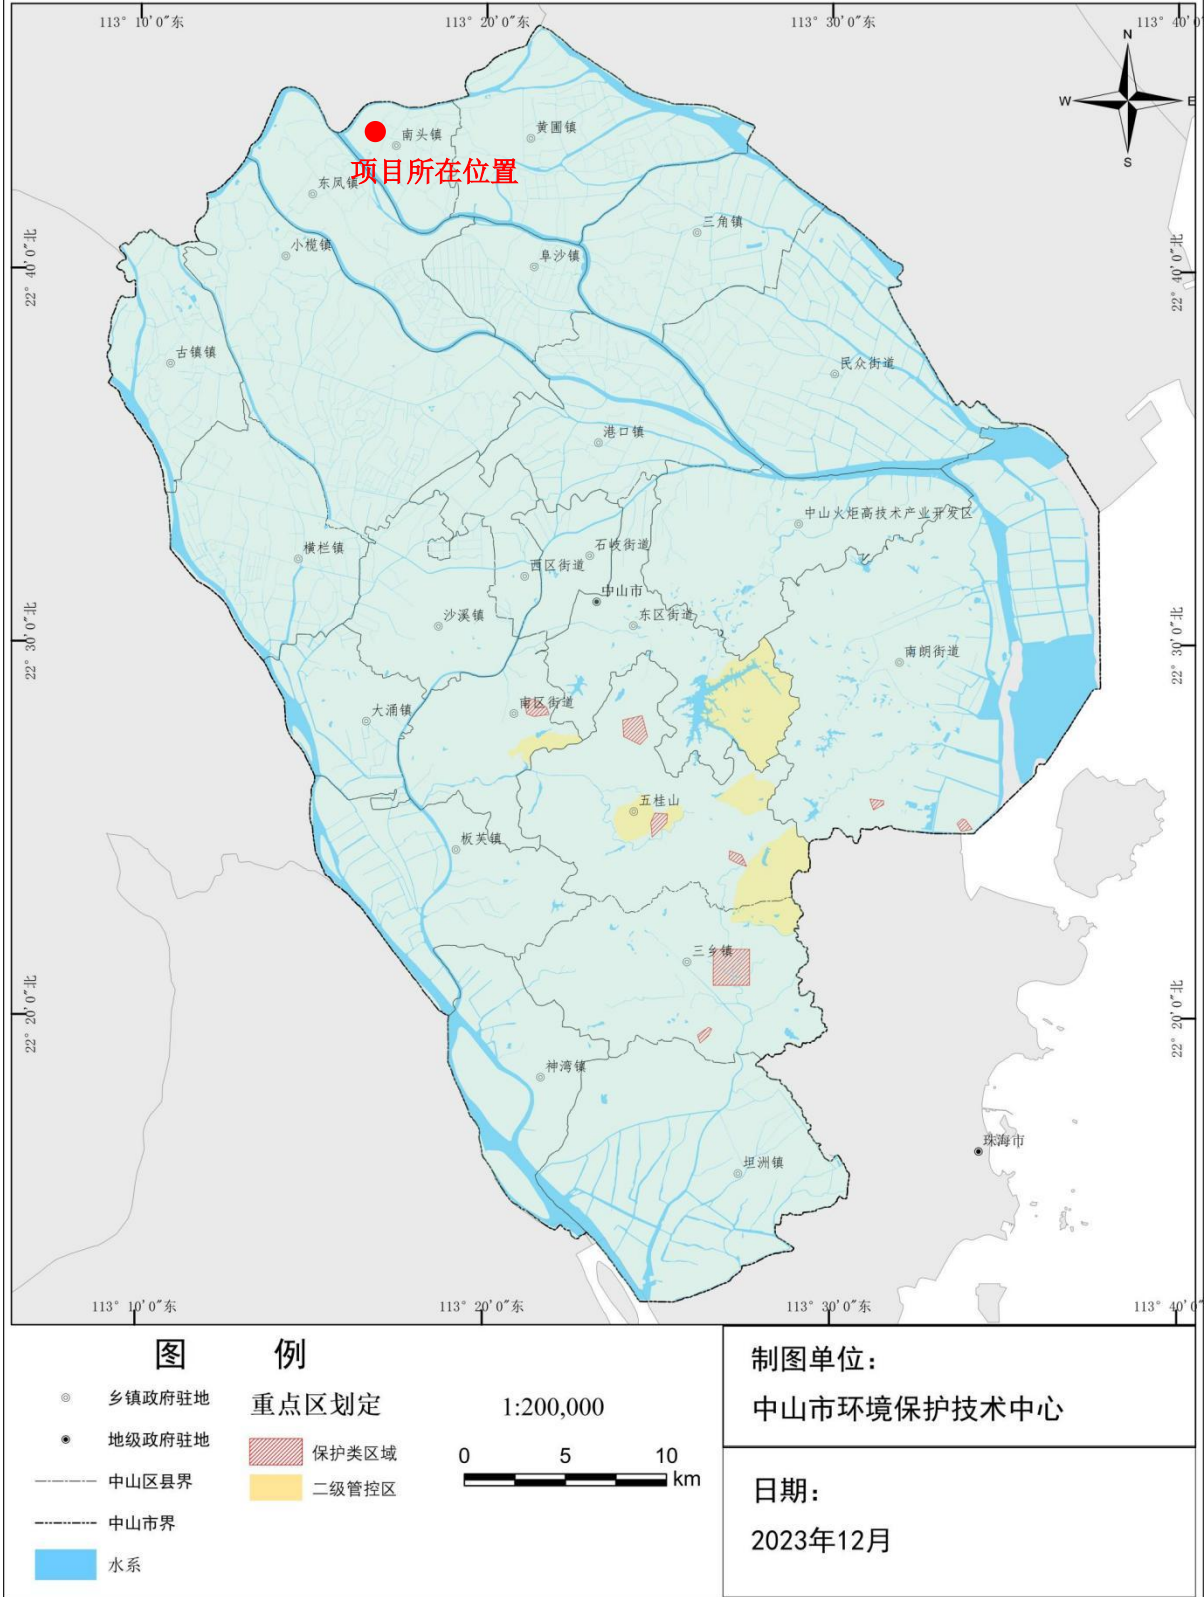 113° 10′0″东
113° 20′0″东
113° 30′0″东
113° 40′0″
N
W
E
S
南头镇
黄圃镇
项目所在位置
东凤镇
三角镇
小榄镇
阜沙镇
22° 40′0″北
22° 40′0″北
古镇镇
民众街道
港口镇
中山火炬高技术产业开发区
横栏镇
石岐街道
西区街道
中山市
沙溪镇
东区街道
22° 30′0″北
22° 30′0″北
南朗街道
大涌镇
南区街道
五桂山
板芙镇
三乡镇
22° 20′0″北
22° 20′0″北
神湾镇
珠海市
坦洲镇
113° 10′0″东
113° 20′0″东
113° 30′0″东
113° 40′0″
图 例
乡镇政府驻地
地级政府驻地
中山区县界
中山市界
水系
重点区划定
保护类区域
二级管控区
1:200,000
0 5 10
km
制图单位：
中山市环境保护技术中心
日期：
2023年12月